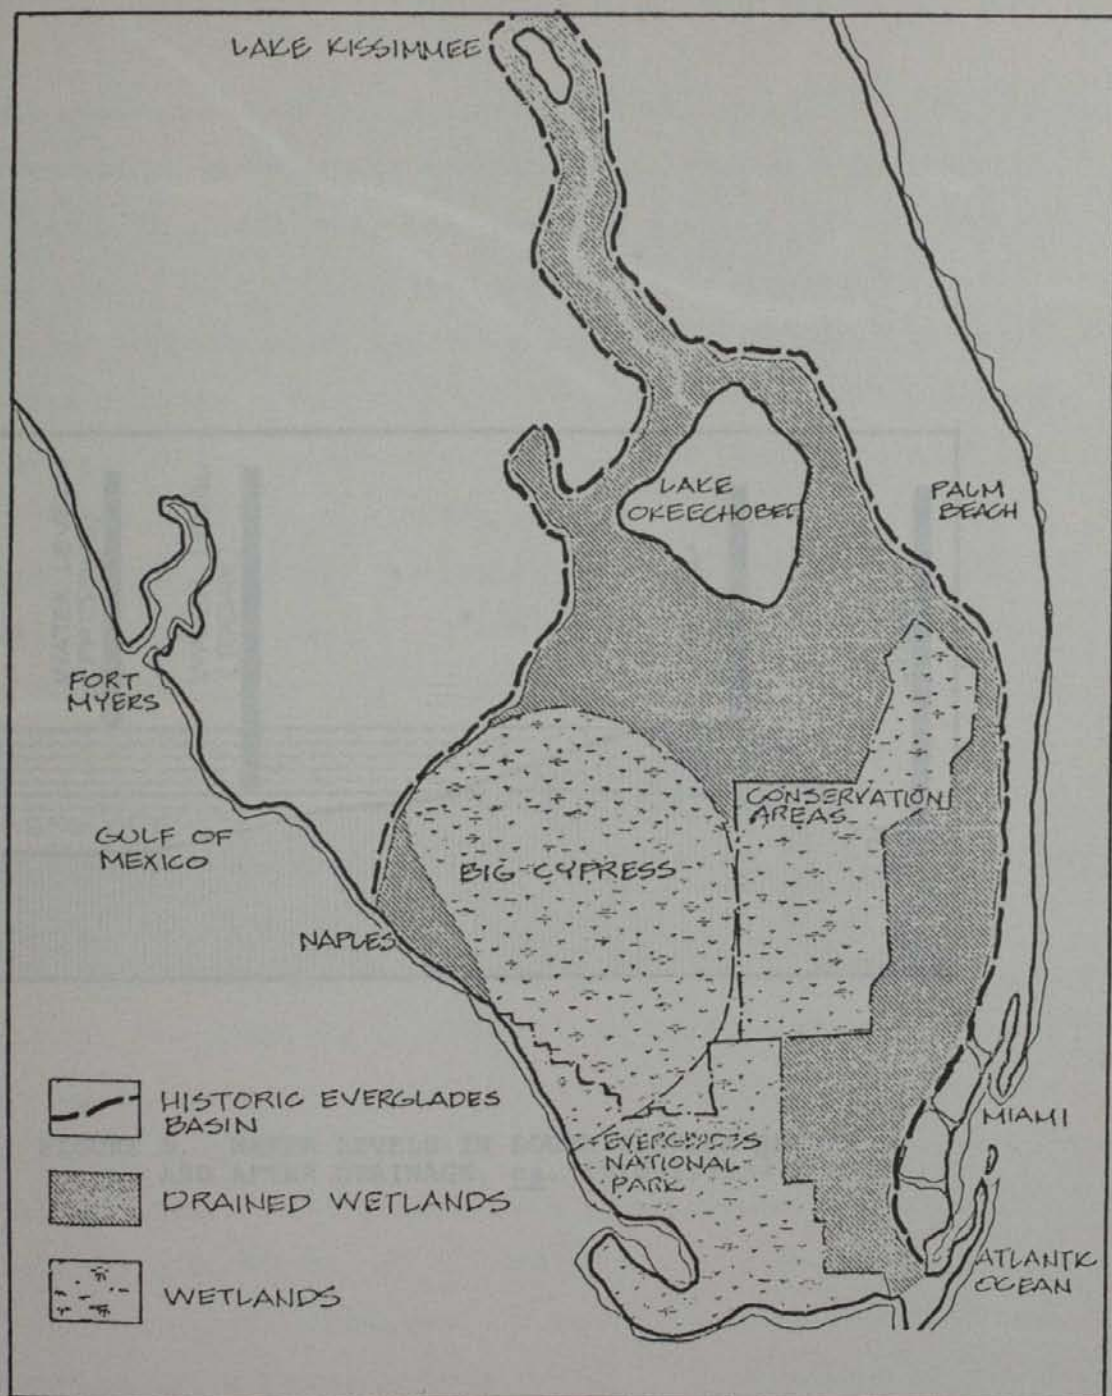 LAKE KISSIMMEE
LAKE
OKEECHOBEE
PALM
BEACH
FORT
MYERS
CONSERVATION
AREAS
GULF OF
MEXICO
BIG CYPRESS
NAPLES
HISTORIC EVERGLADES
BASIN
MIAMI
EVERGLADES
NATIONAL
PARK
DRAINED WETLANDS
ATLANTIC
OCEAN
WETLANDS